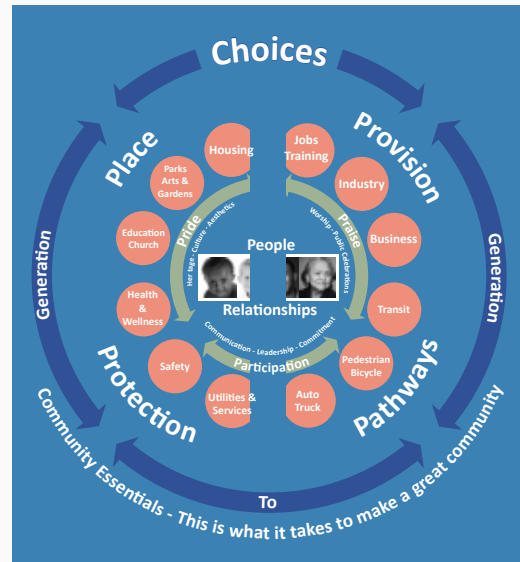 Choices
Place
Provision
Housing
Jobs
Training
Parks
Arts &
Gardens
Industry
Education
Church
Business
Health
&
Wellness
Transit
Safety
Pedestrian
Bicycle
Utilities &
Services
Auto
Truck
Pride
Her tage - Culture - Aesthetics
Praise
Worship - Public Celebrations
People
Relationships
Communication - Leadership - Commitment
Participation
Generation
Generation
Protection
Pathways
To
Community Essentials - This is what it takes to make a great community